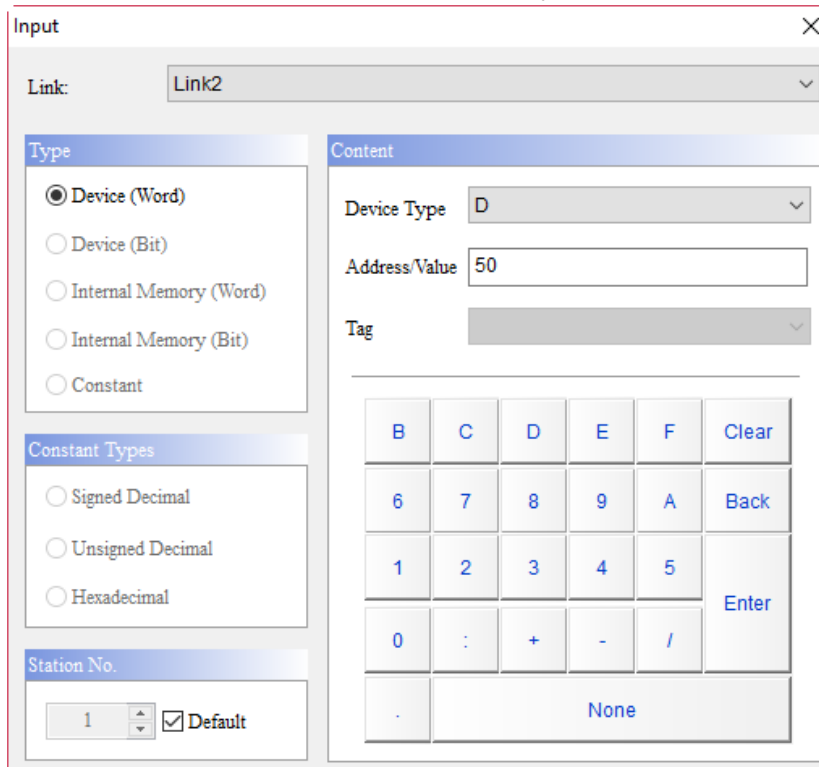 Input
Link: Link2
Type
Device (Word)
Device (Bit)
Internal Memory (Word)
Internal Memory (Bit)
Constant
Constant Types
Signed Decimal
Unsigned Decimal
Hexadecimal
Station No.
1 Default
Content
Device Type D
Address/Value 50
Tag
B C D E F Clear
6 7 8 9 A Back
1 2 3 4 5 Enter
0 : + - /
. None